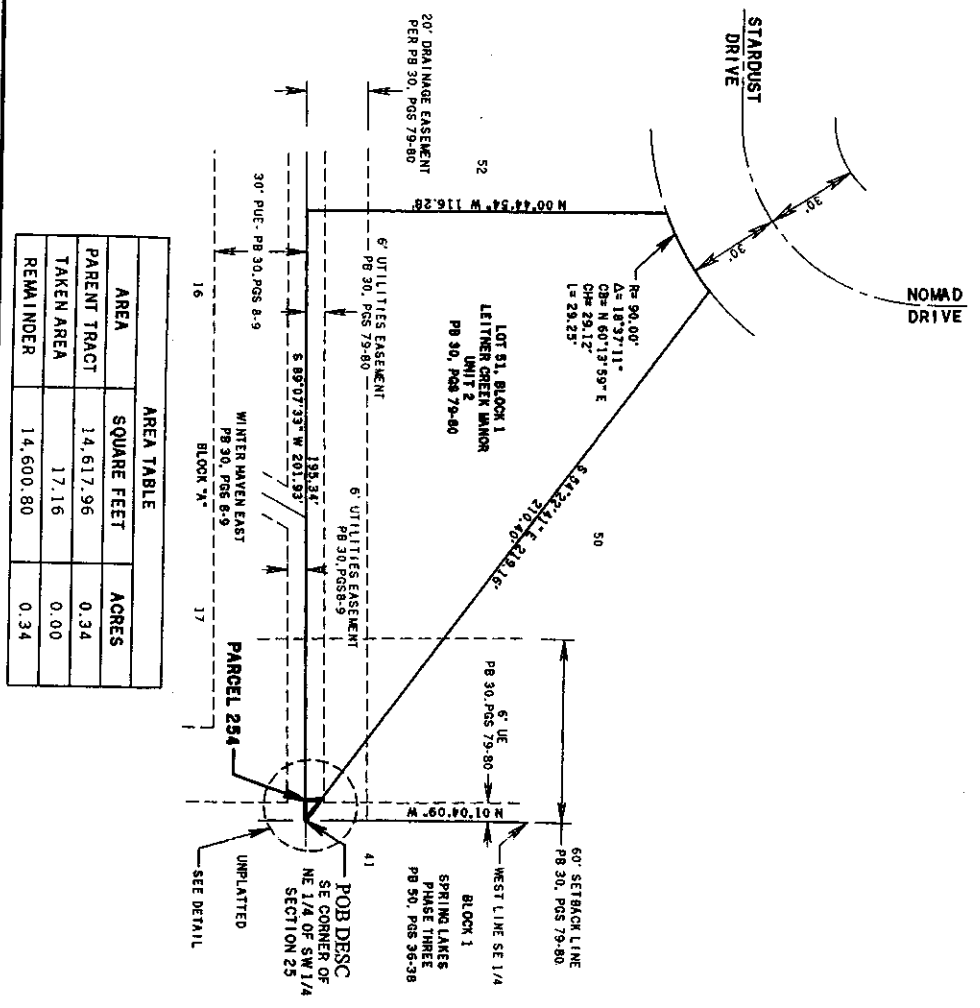 STARDUST
DRIVE
NOMAD
DRIVE
30'
30'
20' DRAINAGE EASEMENT
PER PB 30, PGS 79-80
52
N 00°44'54" W 116.28'
R= 90.00'
Δ= 18°37'11"
CB= N 60°13'59" E
CH= 29.12'
L= 29.25'
6' UTILITIES EASEMENT
PB 30, PGS 79-80
30' PUE- PB 30,PGS 8-9
LOT 51, BLOCK 1
LEITNER CREEK MANOR
UNIT 2
PB 30, PGS 79-80
50
S 54°22'41" E 219.16'
210.40'
16
S 89°07'33" W 201.93'
195.34'
WINTER HAVEN EAST
PB 30, PGS 8-9
BLOCK "A"
6' UTILITIES EASEMENT
PB 30,PGS8-9
17
PARCEL 254
6' UE
PB 30,PGS 79-80
60' SETBACK LINE
PB 30, PGS 79-80
N 01°04'09" W
WEST LINE SE 1/4
BLOCK 1
SPRING LAKES
PHASE THREE
PB 50, PGS 36-38
41
POB DESC
SE CORNER OF
NE 1/4 OF SW 1/4
SECTION 25
UNPLATTED
SEE DETAIL
AREA TABLE
AREA SQUARE FEET ACRES
PARENT TRACT 14,617.96 0.34
TAKEN AREA 17.16 0.00
REMAINDER 14,600.80 0.34